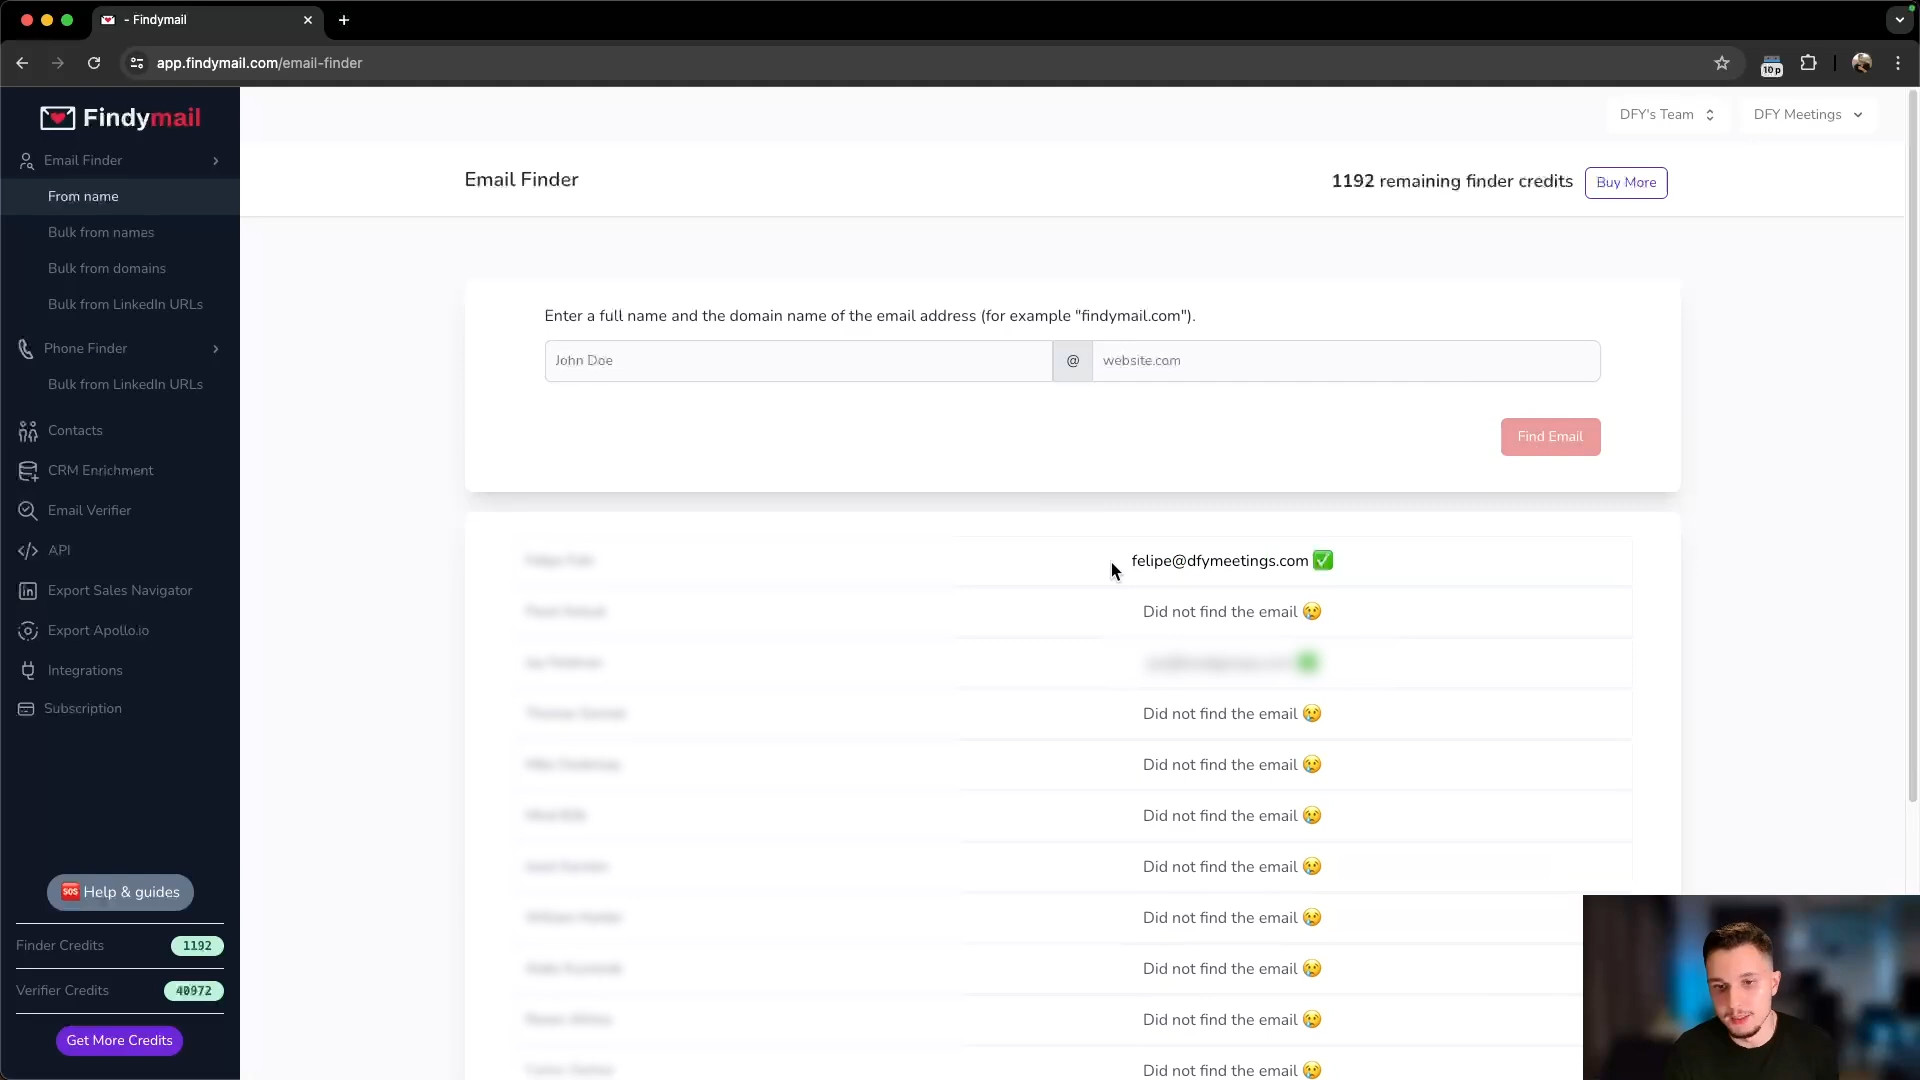 - Findymail
app.findymail.com/email-finder
10 p
Findymail
DFY's Team
DFY Meetings
Email Finder
From name
Bulk from names
Bulk from domains
Bulk from LinkedIn URLs
Phone Finder
Bulk from LinkedIn URLs
Contacts
CRM Enrichment
Email Verifier
API
Export Sales Navigator
Export Apollo.io
Integrations
Subscription
SOS Help & guides
Finder Credits 1192
Verifier Credits 40972
Get More Credits
Email Finder
1192 remaining finder credits Buy More
Enter a full name and the domain name of the email address (for example "findymail.com").
John Doe @ website.com
Find Email
felipe@dfymeetings.com ✅
Did not find the email 😢
Did not find the email 😢
Did not find the email 😢
Did not find the email 😢
Did not find the email 😢
Did not find the email 😢
Did not find the email 😢
Did not find the email 😢
Did not find the email 😢